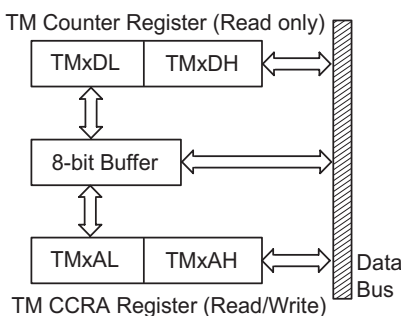 TM Counter Register (Read only)
TMxDL TMxDH
8-bit Buffer
TMxAL TMxAH
Data
Bus
TM CCRA Register (Read/Write)